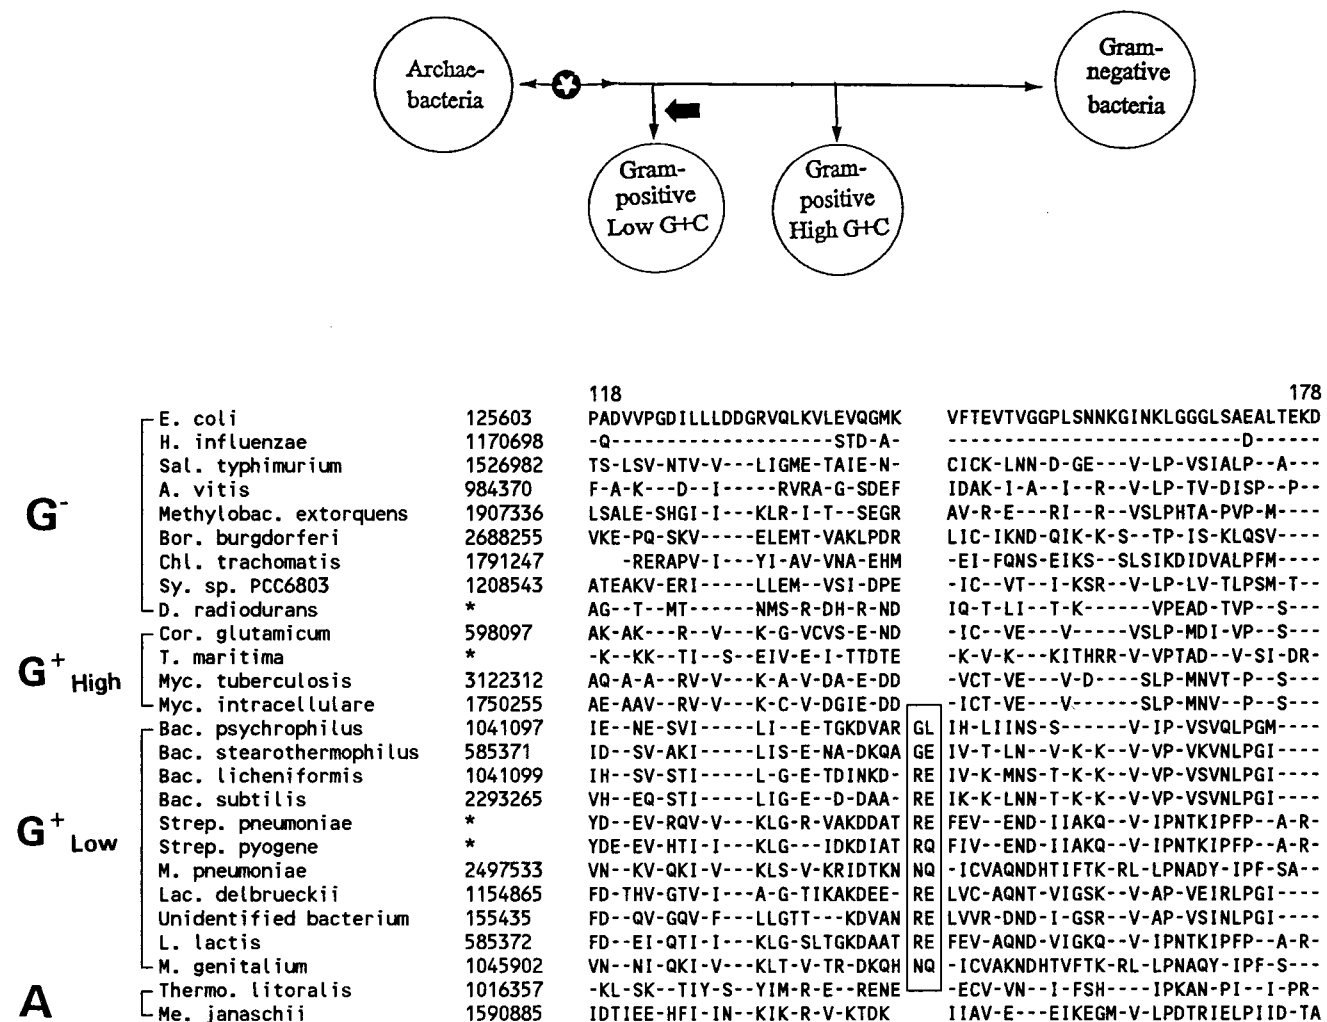 Archae-
bacteria
Gram-
negative
bacteria
Gram-
positive
Low G+C
Gram-
positive
High G+C
118 178
E. coli 125603 PADVVPGDILLLDDGRVQLKVLEVQGMK VFTEVTVGGPLSNNKGINKLGGGLSAEALTEKD
H. influenzae 1170698 -Q--------------------STD-A- -----------------------------D------
Sal. typhimurium 1526982 TS-LSV-NTV-V---LIGME-TAIE-N- CICK-LNN-D-GE---V-LP-VSIALP--A---
A. vitis 984370 F-A-K---D--I-----RVRA-G-SDEF IDAK-I-A--I--R--V-LP-TV-DISP--P--
Methylobac. extorquens 1907336 LSALE-SHGI-I---KLR-I-T--SEGR AV-R-E---RI--R--VSLPHTA-PVP-M----
Bor. burgdorferi 2688255 VKE-PQ-SKV-----ELEMT-VAKLPDR LIC-IKND-QIK-K-S--TP-IS-KLQSV----
Chl. trachomatis 1791247 -RERAPV-I---YI-AV-VNA-EHM -EI-FQNS-EIKS--SLSIKDIDVALPFM----
Sy. sp. PCC6803 1208543 ATEAKV-ERI-----LLEM--VSI-DPE -IC--VT--I-KSR--V-LP-LV-TLPSM-T--
D. radiodurans * AG--T--MT------NMS-R-DH-R-ND IQ-T-LI--T-K------VPEAD-TVP--S---
Cor. glutamicum 598097 AK-AK---R--V---K-G-VCVS-E-ND -IC--VE---V------VSLP-MDI-VP--S---
T. maritima * -K--KK--TI--S--EIV-E-I-TTDTE -K-V-K---KITHRR-V-VPTAD--V-SI-DR-
Myc. tuberculosis 3122312 AQ-A-A--RV-V---K-A-V-DA-E-DD -VCT-VE---V-D----SLP-MNVT-P--S---
Myc. intracellulare 1750255 AE-AAV--RV-V---K-C-V-DGIE-DD -ICT-VE---V------SLP-MNV--P--S---
Bac. psychrophilus 1041097 IE--NE-SVI-----LI--E-TGKDVAR GL IH-LIINS-S------V-IP-VSVQLPGM----
Bac. stearothermophilus 585371 ID--SV-AKI-----LIS-E-NA-DKQA GE IV-T-LN--V-K-K--V-VP-VKVNLPGI----
Bac. licheniformis 1041099 IH--SV-STI-----L-G-E-TDINKD- RE IV-K-MNS-T-K-K--V-VP-VSVNLPGI----
Bac. subtilis 2293265 VH--EQ-STI-----LIG-E--D-DAA- RE IK-K-LNN-T-K-K--V-VP-VSVNLPGI----
Strep. pneumoniae * YD--EV-RQV-V---KLG-R-VAKDDAT RE FEV--END-IIAKQ--V-IPNTKIPFP--A-R-
Strep. pyogene * YDE-EV-HTI-I---KLG---IDKDIAT RQ FIV--END-IIAKQ--V-IPNTKIPFP--A-R-
M. pneumoniae 2497533 VN--KV-QKI-V---KLS-V-KRIDTKN NQ -ICVAQNDHTIFTK-RL-LPNADY-IPF-SA--
Lac. delbrueckii 1154865 FD-THV-GTV-I---A-G-TIKAKDEE- RE LVC-AQNT-VIGSK--V-AP-VEIRLPGI----
Unidentified bacterium 155435 FD--QV-GQV-F---LLGTT---KDVAN RE LVVR-DND-I-GSR--V-AP-VSINLPGI----
L. lactis 585372 FD--EI-QTI-I---KLG-SLTGKDAAT RE FEV-AQND-VIGKQ--V-IPNTKIPFP--A-R-
M. genitalium 1045902 VN--NI-QKI-V---KLT-V-TR-DKQH NQ -ICVAKNDHTVFTK-RL-LPNAQY-IPF-S---
Thermo. litoralis 1016357 -KL-SK--TIY-S--YIM-R-E--RENE -ECV-VN--I-FSH----IPKAN-PI--I-PR-
Me. janaschii 1590885 IDTIEE-HFI-IN--KIK-R-V-KTDK IIAV-E---EIKEGM-V-LPDTRIELPIID-TA
G-
G+ High
G+ Low
A